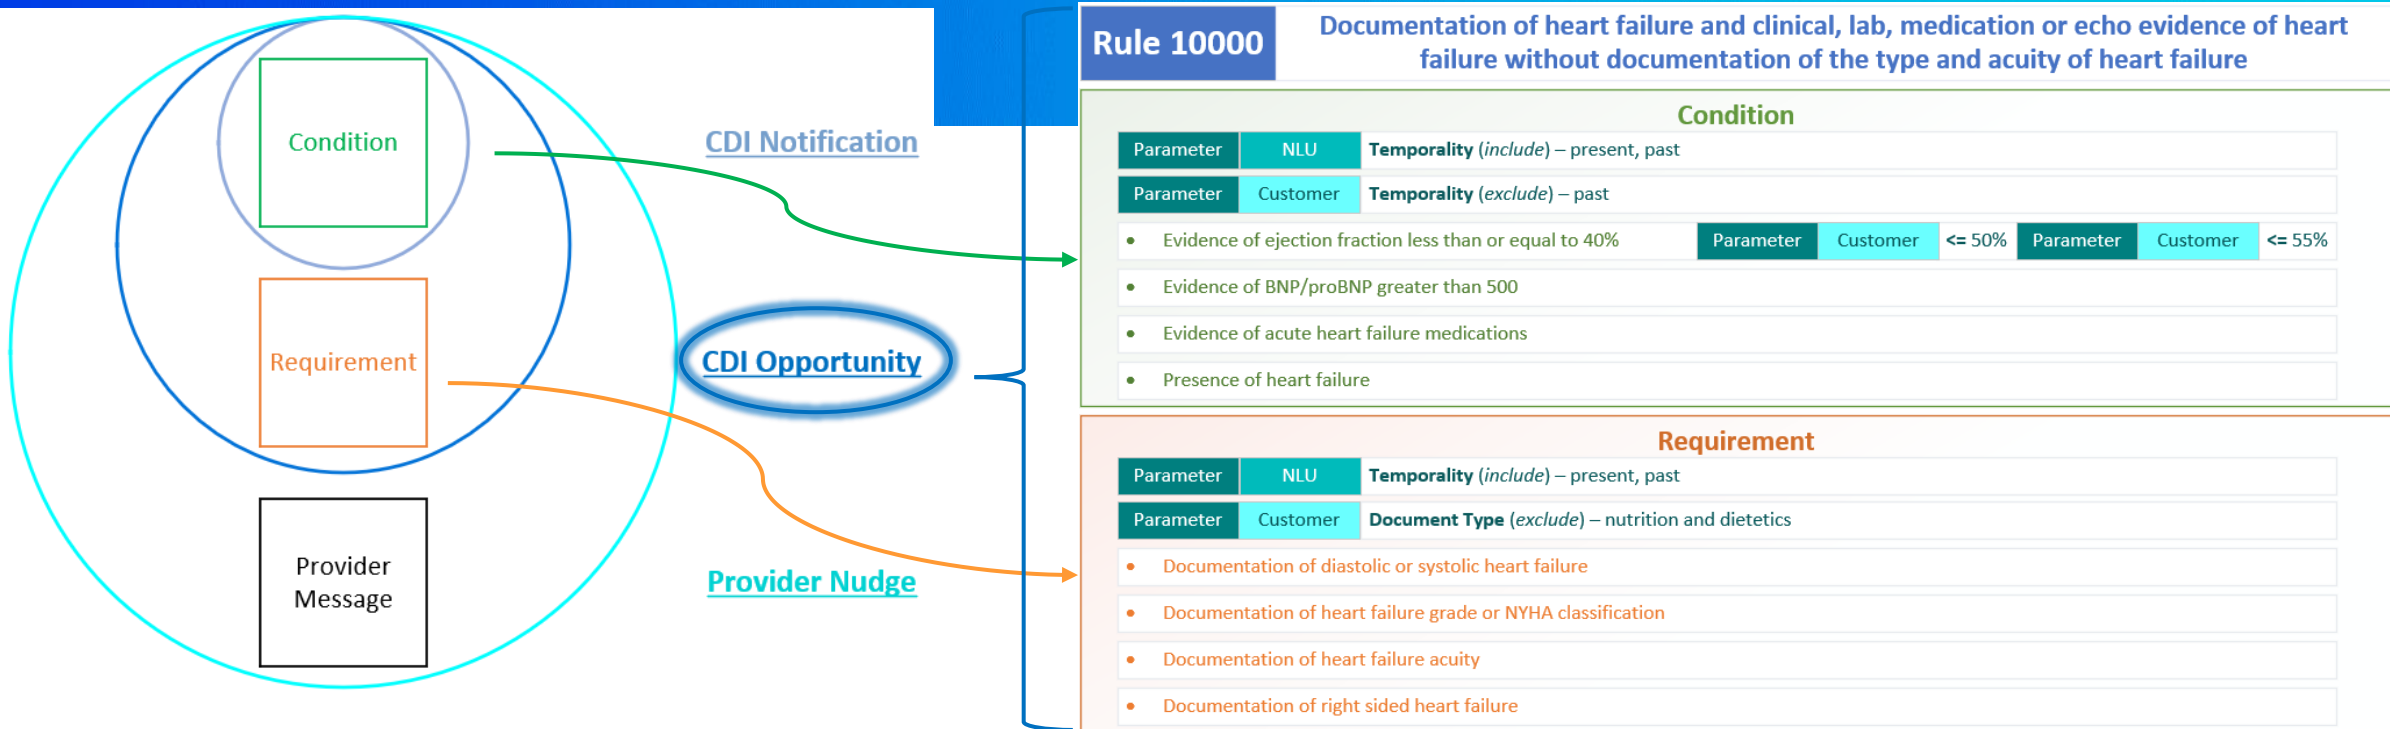 Condition
Requirement
Provider
Message
CDI Notification
CDI Opportunity
Provider Nudge
Rule 10000
Documentation of heart failure and clinical, lab, medication or echo evidence of heart
failure without documentation of the type and acuity of heart failure
Condition
Parameter NLU Temporality (include) – present, past
Parameter Customer Temporality (exclude) – past
• Evidence of ejection fraction less than or equal to 40% Parameter Customer <= 50% Parameter Customer <= 55%
• Evidence of BNP/proBNP greater than 500
• Evidence of acute heart failure medications
• Presence of heart failure
Requirement
Parameter NLU Temporality (include) – present, past
Parameter Customer Document Type (exclude) – nutrition and dietetics
• Documentation of diastolic or systolic heart failure
• Documentation of heart failure grade or NYHA classification
• Documentation of heart failure acuity
• Documentation of right sided heart failure